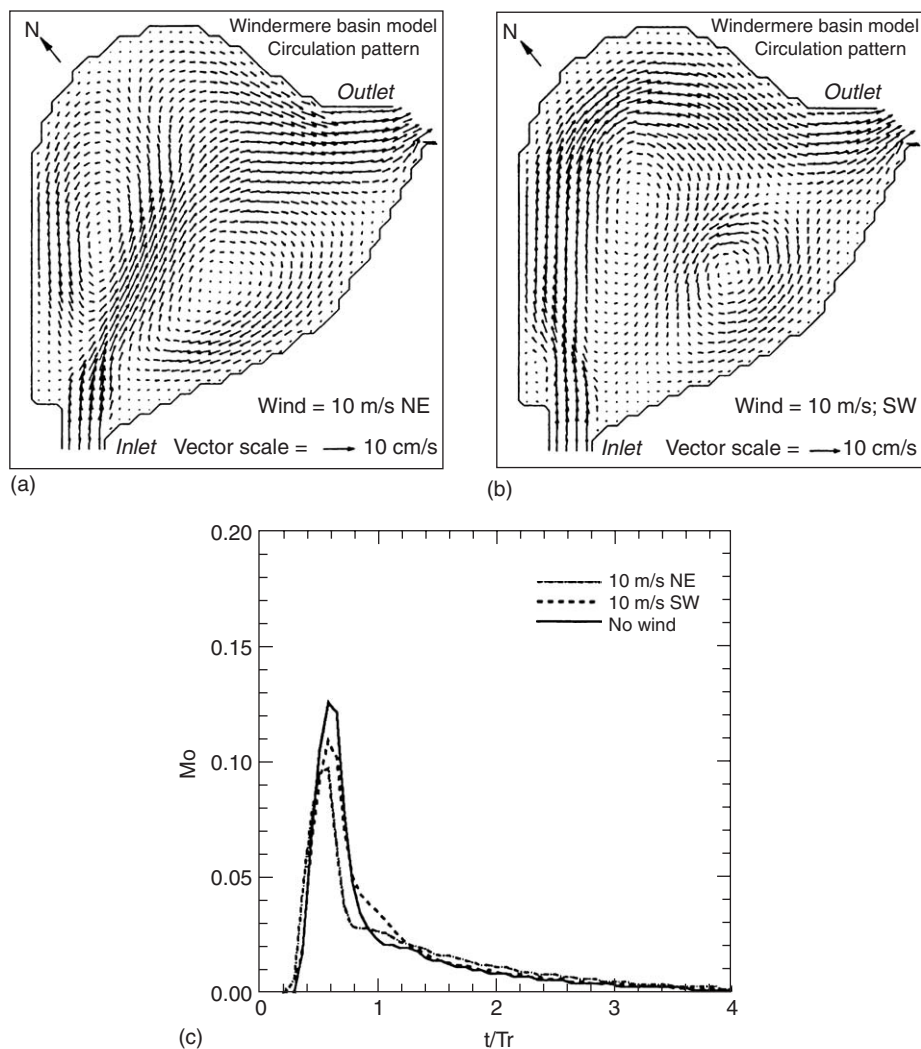 N
Windermere basin model
Circulation pattern
Outlet
Wind = 10 m/s NE
Inlet
Vector scale = 10 cm/s
(a)
N
Windermere basin model
Circulation pattern
Outlet
Wind = 10 m/s; SW
Inlet
Vector scale = 10 cm/s
(b)
0.20
0.15
0.10
0.05
0.00
Mo
10 m/s NE
10 m/s SW
No wind
0 1 2 3 4
t/Tr
(c)